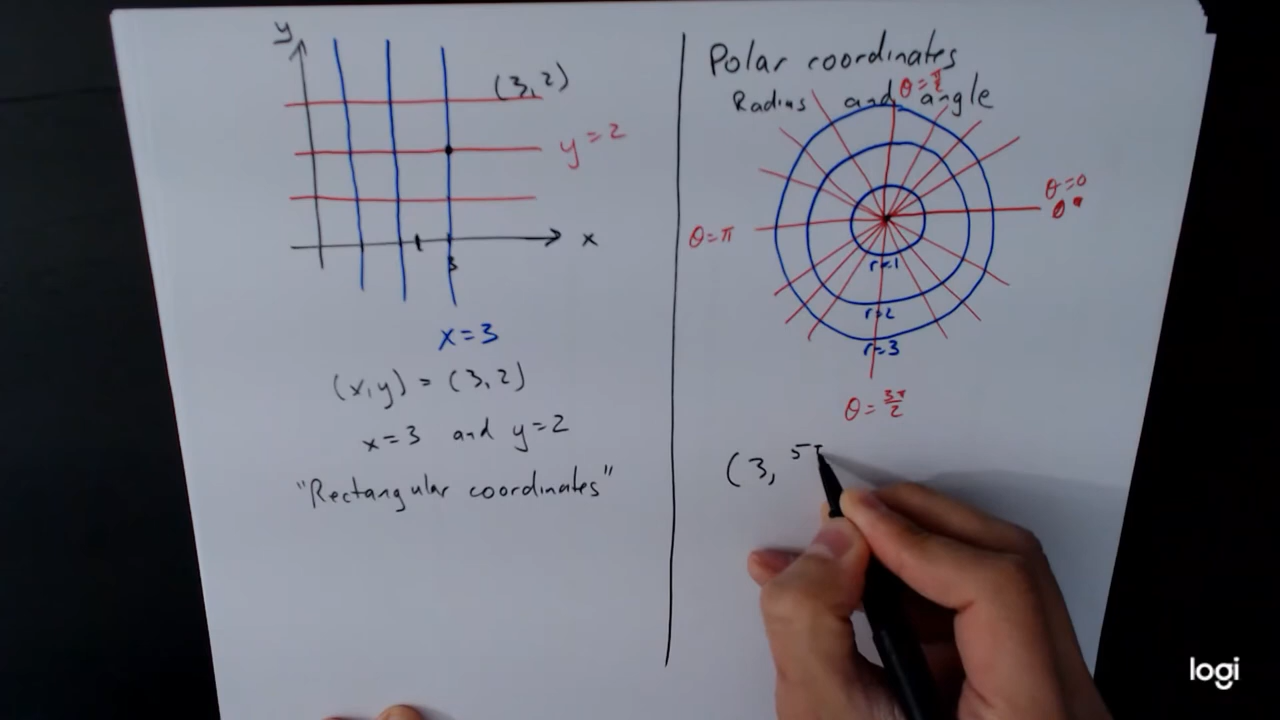 y
(3,2)
y=2
x
3
x=3
(x,y) = (3,2)
x=3 and y=2
"Rectangular coordinates"
Polar coordinates
Radius and angle
θ=π/2
θ=0
θ=π
r=1
r=2
r=3
θ=3π/2
(3, 5
logi